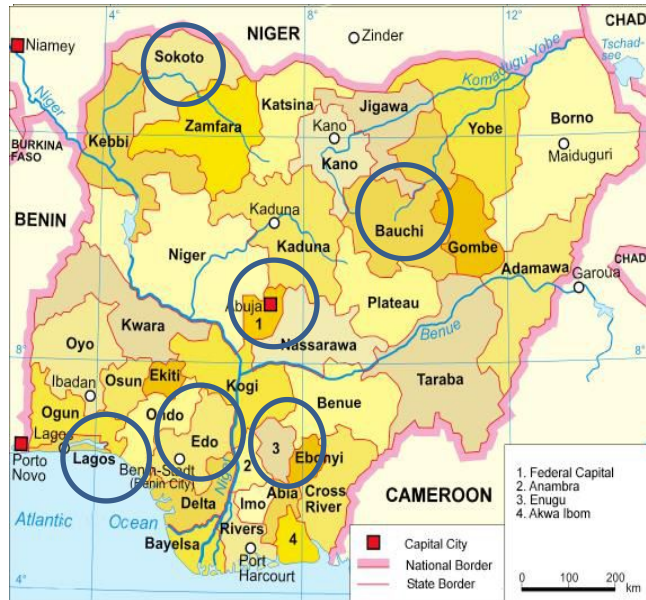 8
12
NIGER
CHAD
Niamey
Zinder
Sokoto
Komadugu Yobe
Tschad-
see
Niger
Katsina
Jigawa
Zamfara
Yobe
Borno
Kano
Kebbi
Kano
Maiduguri
BURKINA
FASO
BENIN
Kaduna
Bauchi
Niger
Kaduna
Gombe
CHAD
Adamawa
Garoua
Abuja
1
Plateau
Kwara
Nassarawa
Benue
8°
Oyo
8°
Taraba
Ibadan
Osun
Ekiti
Kogi
Benue
Ogun
Ondo
Edo
3
Lagos
Lagos
Ebonyi
Porto
Novo
Benin-Stadt
(Benin City)
2
Niger
Cross
River
CAMEROON
Delta
Imo
Abia
Atlantic Ocean
Rivers
4
Bayelsa
Port
Harcourt
4°
4
1. Federal Capital
2. Anambra
3. Enugu
4. Akwa Ibom
Capital City
National Border
State Border
0 100 200
km